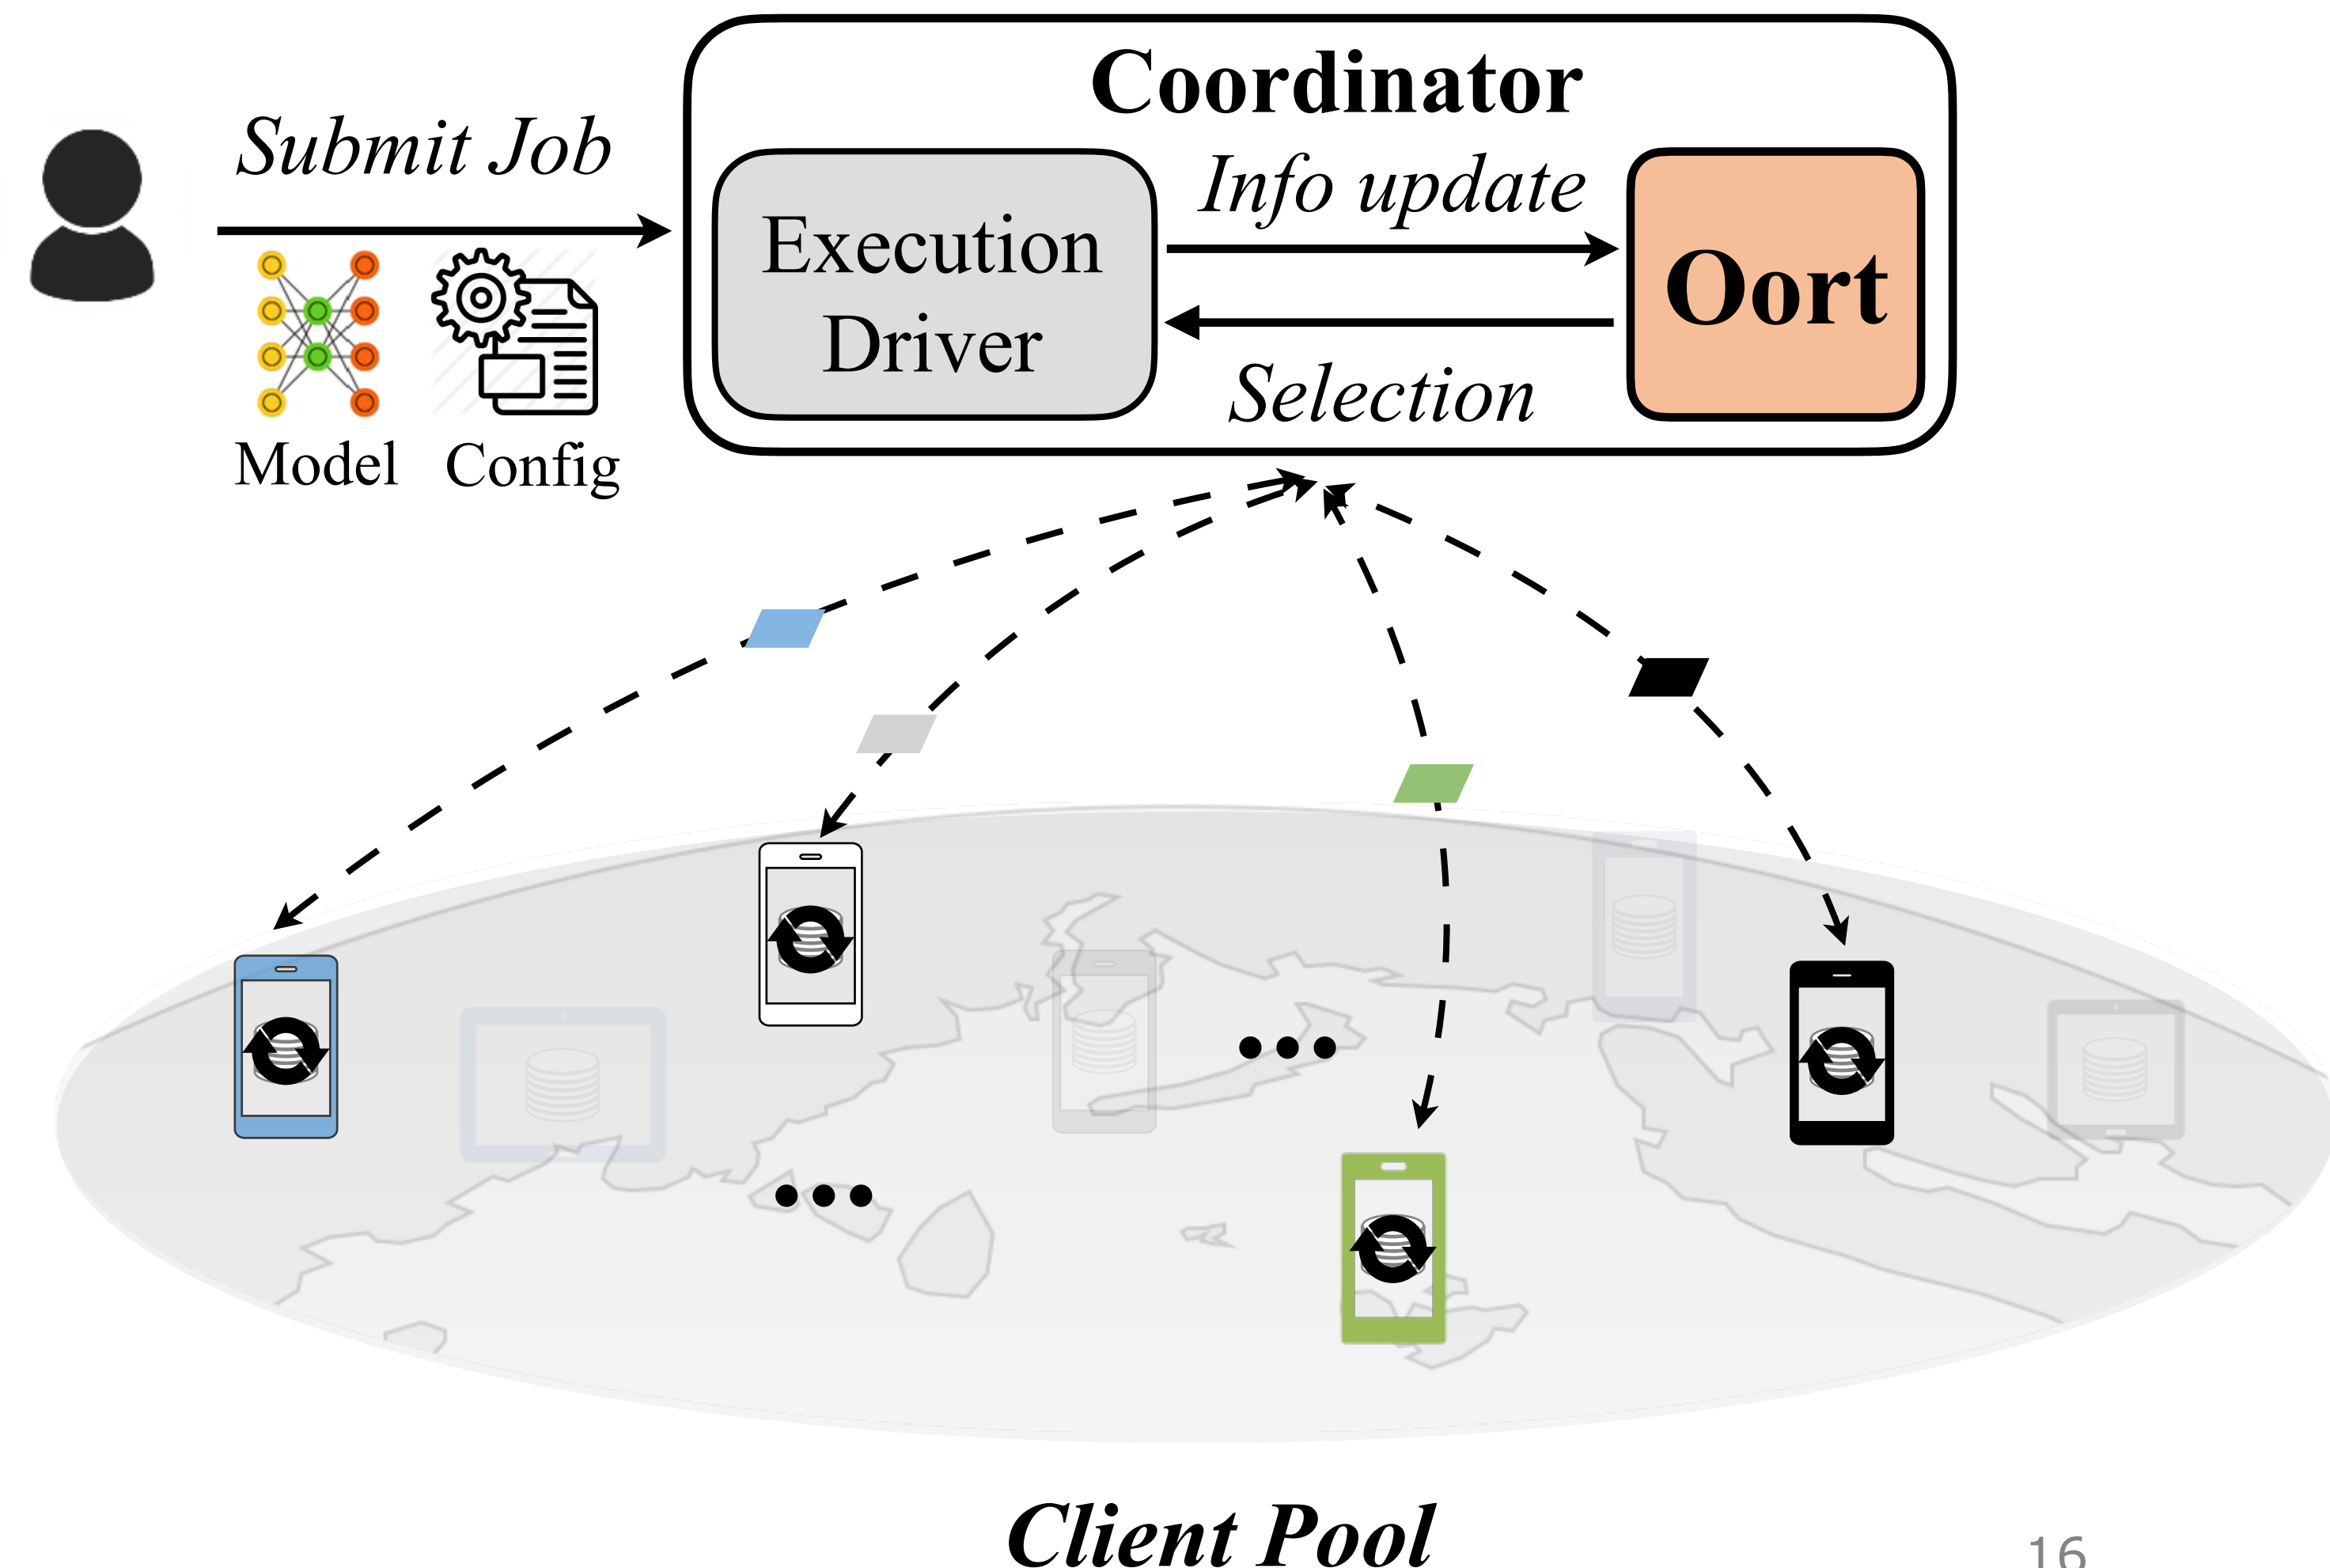 Coordinator
Submit Job
Info update
Execution
Driver
Oort
Selection
Model
Config
Client Pool
16